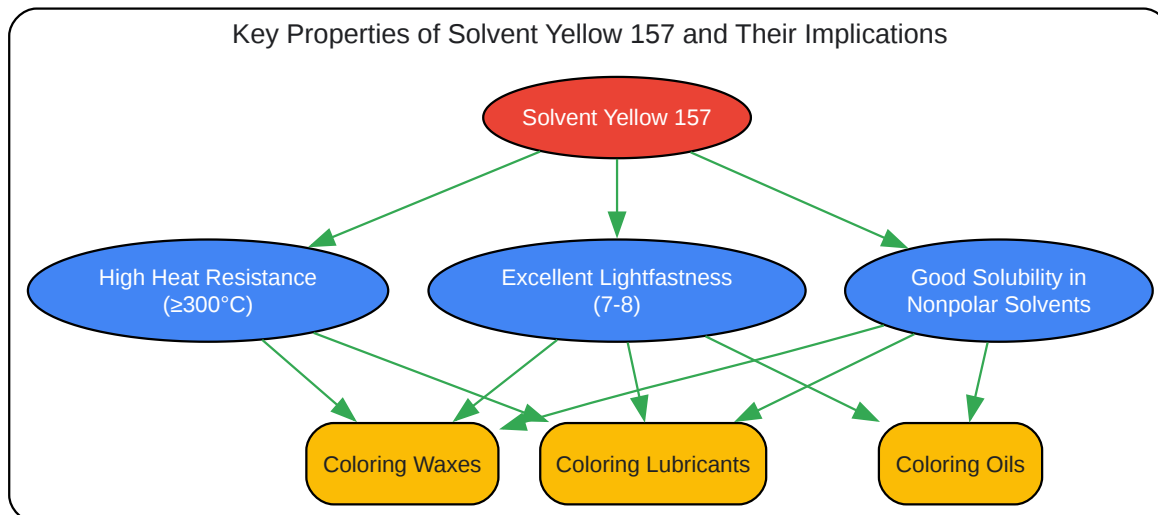 Key Properties of Solvent Yellow 157 and Their Implications
Solvent Yellow 157
High Heat Resistance
(≥300°C)
Excellent Lightfastness
(7-8)
Good Solubility in
Nonpolar Solvents
Coloring Waxes
Coloring Lubricants
Coloring Oils